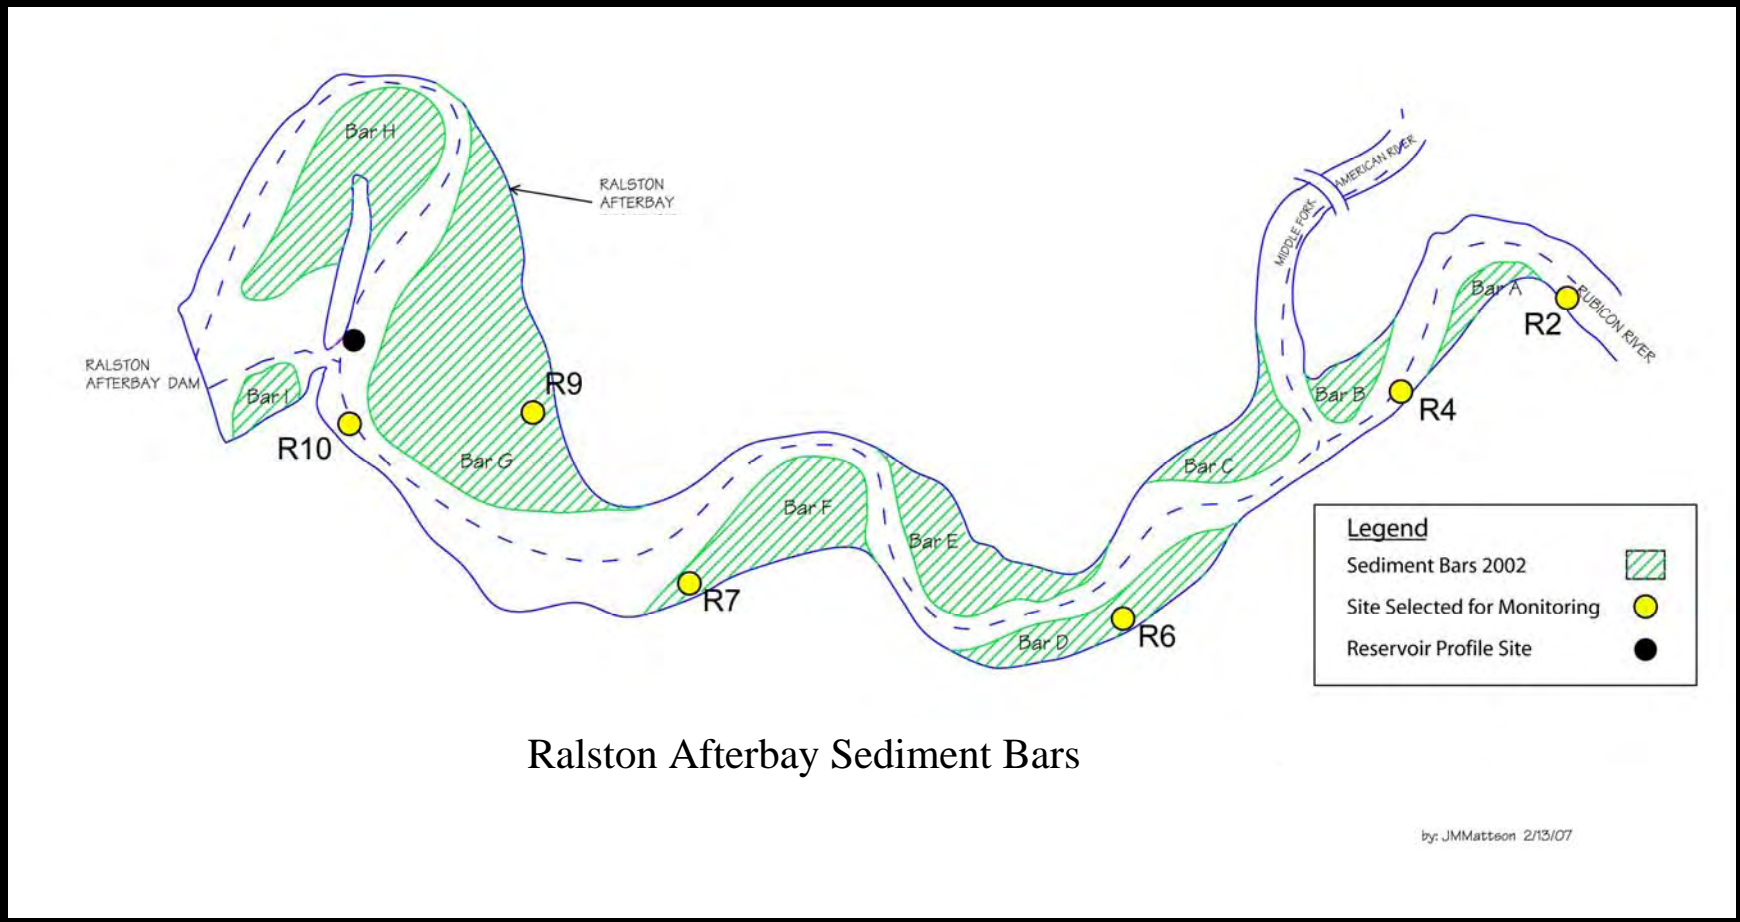 Bar H
RALSTON
AFTERBAY
AMERICAN RIVER
MIDDLE FORK
Bar A
R2
RUBICON RIVER
RALSTON
AFTERBAY DAM
Bar I
R9
Bar B
R4
R10
Bar G
Bar C
Bar F
Bar E
R7
Bar D
R6
Legend
Sediment Bars 2002
Site Selected for Monitoring
Reservoir Profile Site
Ralston Afterbay Sediment Bars
by: JMMattson 2/13/07